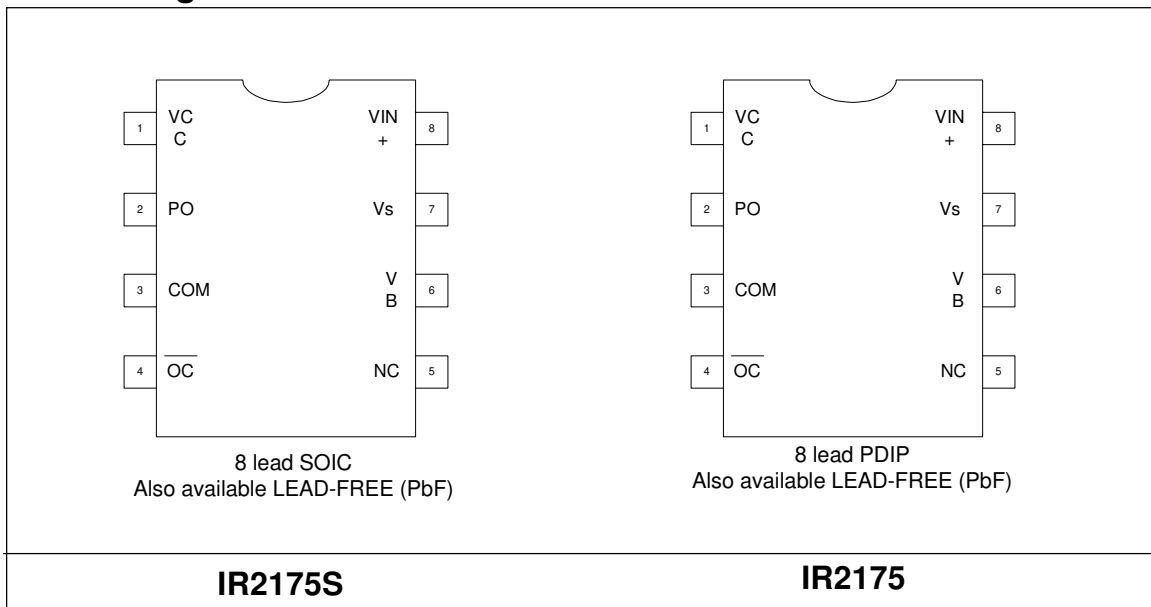 1
VC
C
VIN
+
8
2
PO
Vs
7
3
COM
V
B
6
4
OC
NC
5
8 lead SOIC
Also available LEAD-FREE (PbF)
IR2175S
1
VC
C
VIN
+
8
2
PO
Vs
7
3
COM
V
B
6
4
OC
NC
5
8 lead PDIP
Also available LEAD-FREE (PbF)
IR2175